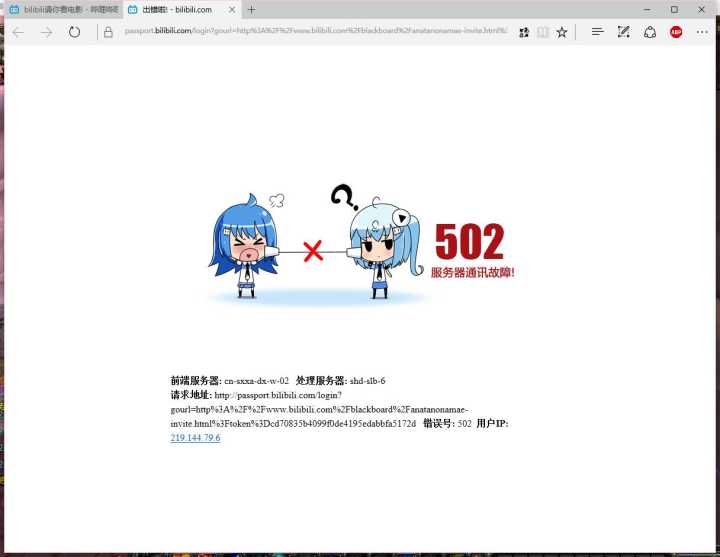 bilibili请你看电影 - 哔哩哔哩
出错啦! - bilibili.com
passport.bilibili.com/login?gourl=http%3A%2F%2Fwww.bilibili.com%2Fblackboard%2Fanatanonamae-invite.html%3
ABP
502
服务器通讯故障!
前端服务器: cn-sxxa-dx-w-02 处理服务器: shd-slb-6
请求地址: http://passport.bilibili.com/login?
gourl=http%3A%2F%2Fwww.bilibili.com%2Fblackboard%2Fanatanonamae-
invite.html%3Ftoken%3Dcd70835b4099f0de4195edabbfa5172d 错误号: 502 用户IP:
219.144.79.6